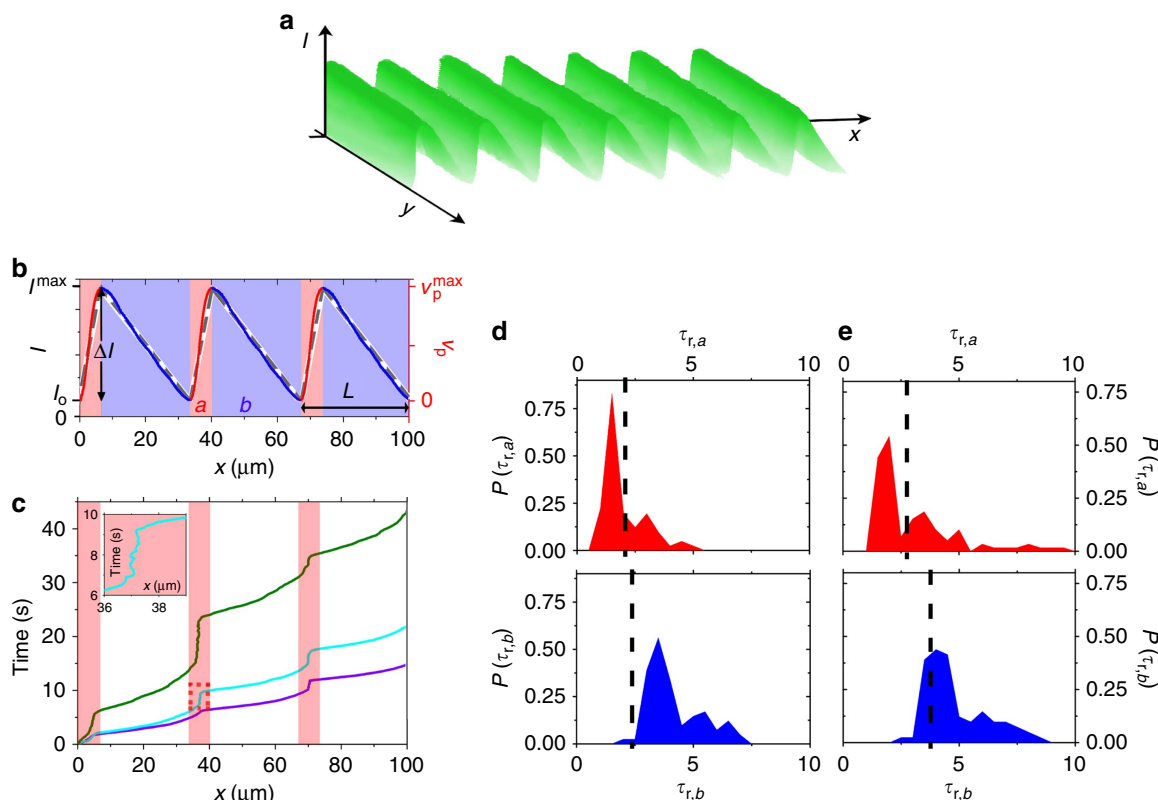 a
I
x
y
b
I^max
ΔI
I
I_o
0
a
b
L
v_p^max
v_p
0
0 20 40 60 80 100
x (μm)
c
Time (s)
40
30
20
10
0
10
8
6
Time (s)
x (μm)
36 38
0 20 40 60 80 100
x (μm)
d
τ_r,a
0 5 10
P (τ_r,a)
0.75
0.50
0.25
0.00
P (τ_r,b)
0.75
0.50
0.25
0.00
0 5 10
τ_r,b
e
τ_r,a
0 5 10
0.75
0.50
0.25
0.00
P (τ_r,a)
0.75
0.50
0.25
0.00
P (τ_r,b)
0 5 10
τ_r,b